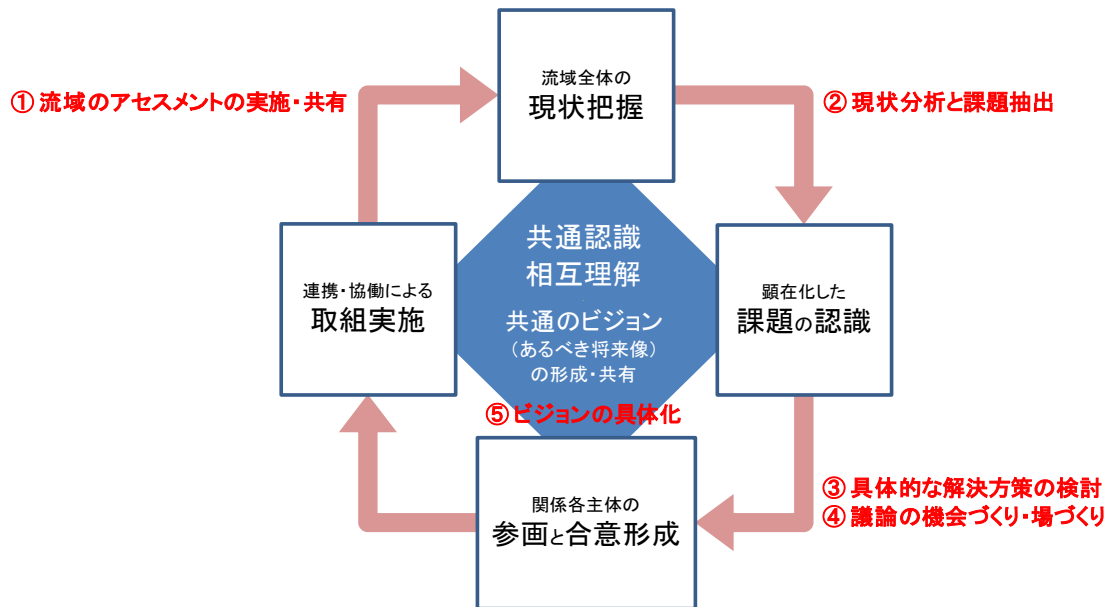 ① 流域のアセスメントの実施・共有
流域全体の
現状把握
② 現状分析と課題抽出
共通認識
相互理解
共通のビジョン
（あるべき将来像）
の形成・共有
連携・協働による
取組実施
顕在化した
課題の認識
⑤ ビジョンの具体化
③ 具体的な解決方策の検討
④ 議論の機会づくり・場づくり
関係各主体の
参画と合意形成